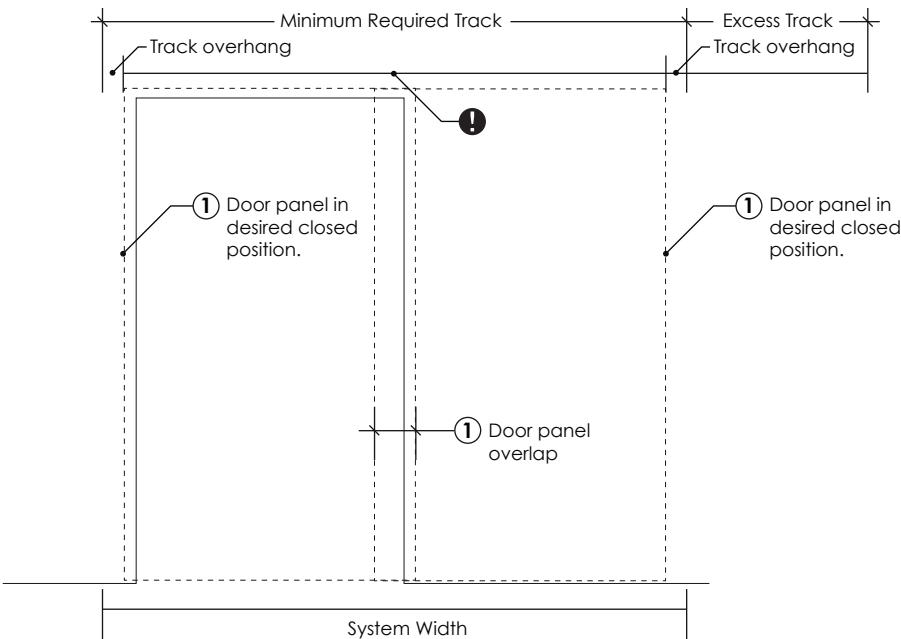 Minimum Required Track
Excess Track
Track overhang
Track overhang
!
1 Door panel in
desired closed
position.
1 Door panel in
desired closed
position.
1 Door panel
overlap
System Width